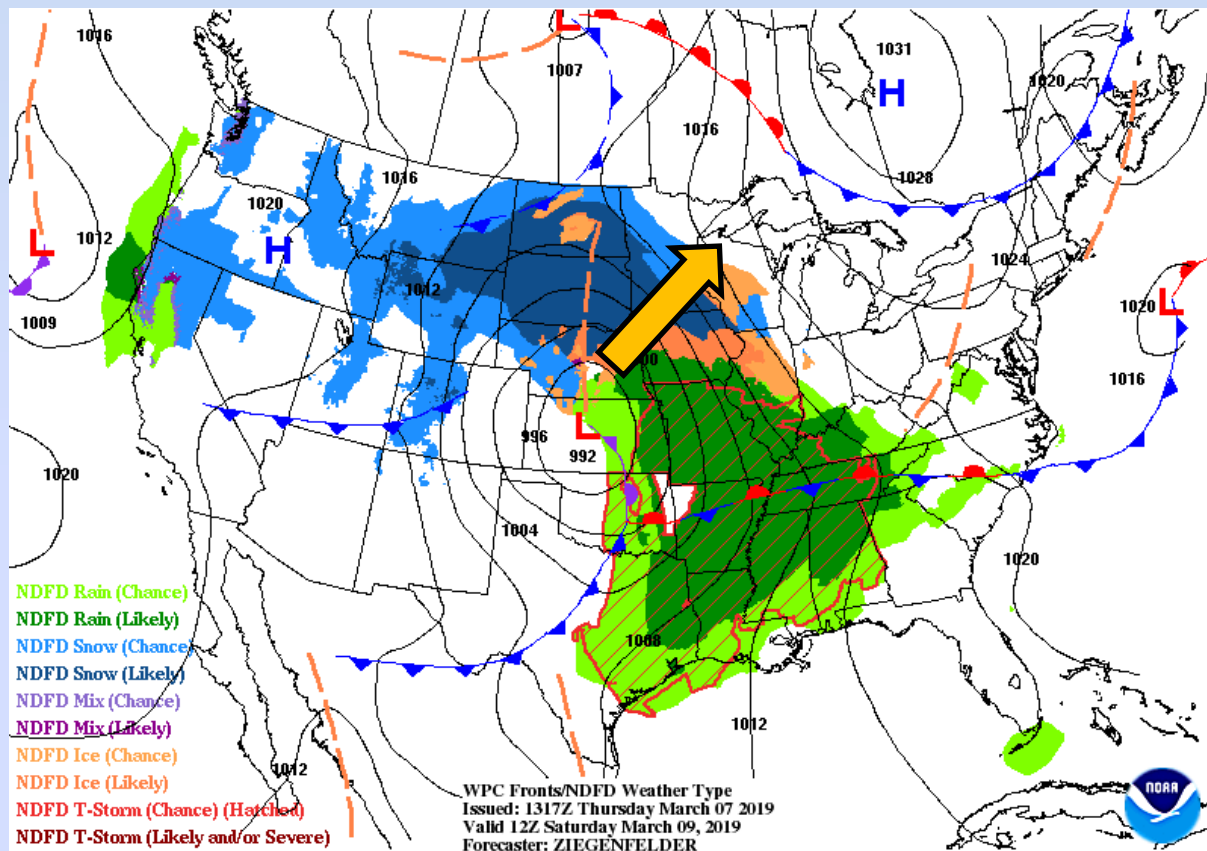 1016
L
1007
1031
H
1020
1016
1028
1016
1020
H
L
1012
1024
1012
1020
L
1009
1016
L
996
992
1020
1004
1020
1008
1012
1012
NDFD Rain (Chance)
NDFD Rain (Likely)
NDFD Snow (Chance)
NDFD Snow (Likely)
NDFD Mix (Chance)
NDFD Mix (Likely)
NDFD Ice (Chance)
NDFD Ice (Likely)
NDFD T-Storm (Chance) (Hatched)
NDFD T-Storm (Likely and/or Severe)
WPC Fronts/NDFD Weather Type
Issued: 1317Z Thursday March 07 2019
Valid 12Z Saturday March 09, 2019
Forecaster: ZIEGENFELDER
NOAA